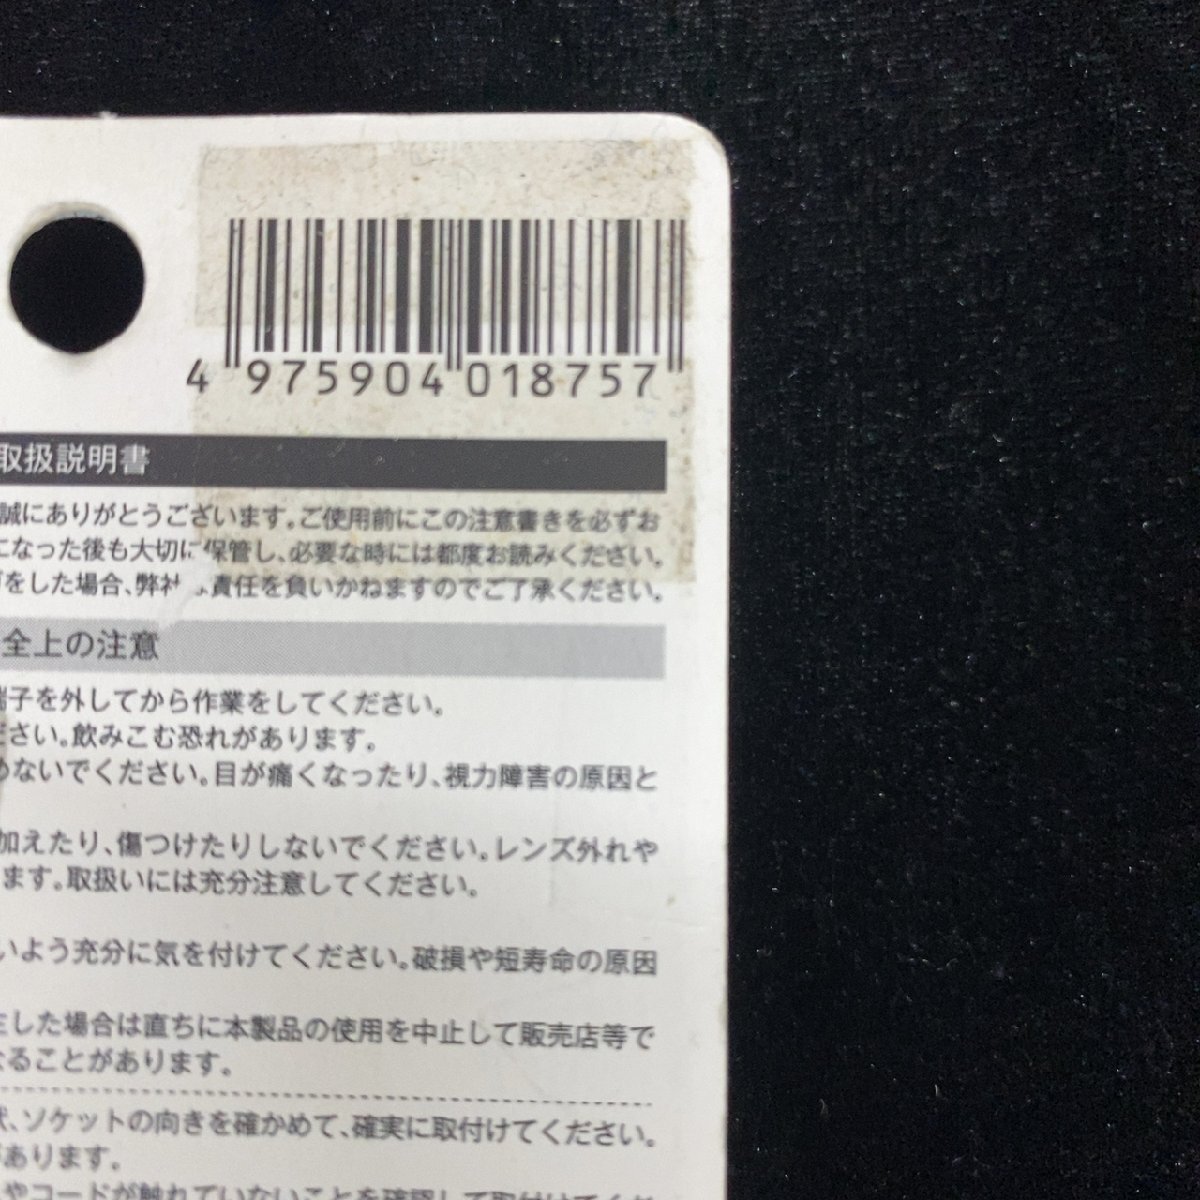 4 975904 018757
取扱説明書
誠にありがとうございます。ご使用前にこの注意書きを必ずお
になった後も大切に保管し、必要な時には都度お読みください。
をした場合、弊社 責任を負いかねますのでご了承ください。
全上の注意
端子を外してから作業をしてください。
ださい。飲みこむ恐れがあります。
めないでください。目が痛くなったり、視力障害の原因と
加えたり、傷つけたりしないでください。レンズ外れや
ます。取扱いには充分注意してください。
いよう充分に気を付けてください。破損や短寿命の原因
生した場合は直ちに本製品の使用を中止して販売店等で
なることがあります。
状、ソケットの向きを確かめて、確実に取付けてください。
があります。
やコードが触れていないことを確認して取付けてくだ